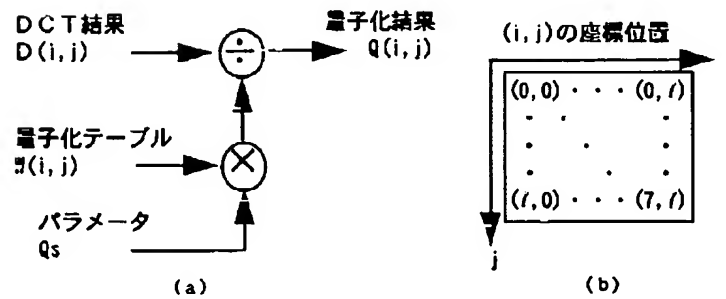 DCT結果
D(i,j)
量子化結果
Q(i,j)
量子化テーブル
(i,j)
パラメータ
Qs
(a)
(i,j)の座標位置
(0,0)・・・(0,7)
(7,0)・・・(7,7)
j
(b)